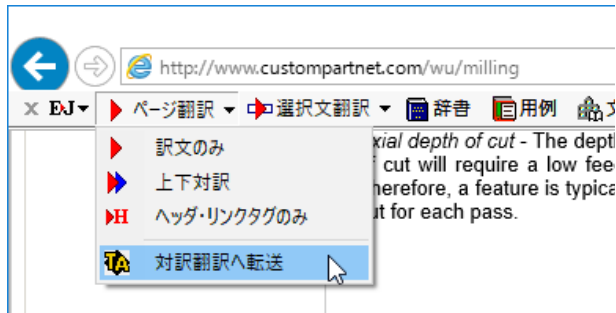 http://www.custompartnet.com/wu/milling
× EJ▼ ページ翻訳 ▼ 選択文翻訳 ▼ 辞書 用例
訳文のみ
上下対訳
H ヘッダ・リンクタグのみ
対訳翻訳へ転送
xial depth of cut - The dept
cut will require a low fee
herefore, a feature is typica
ut for each pass.